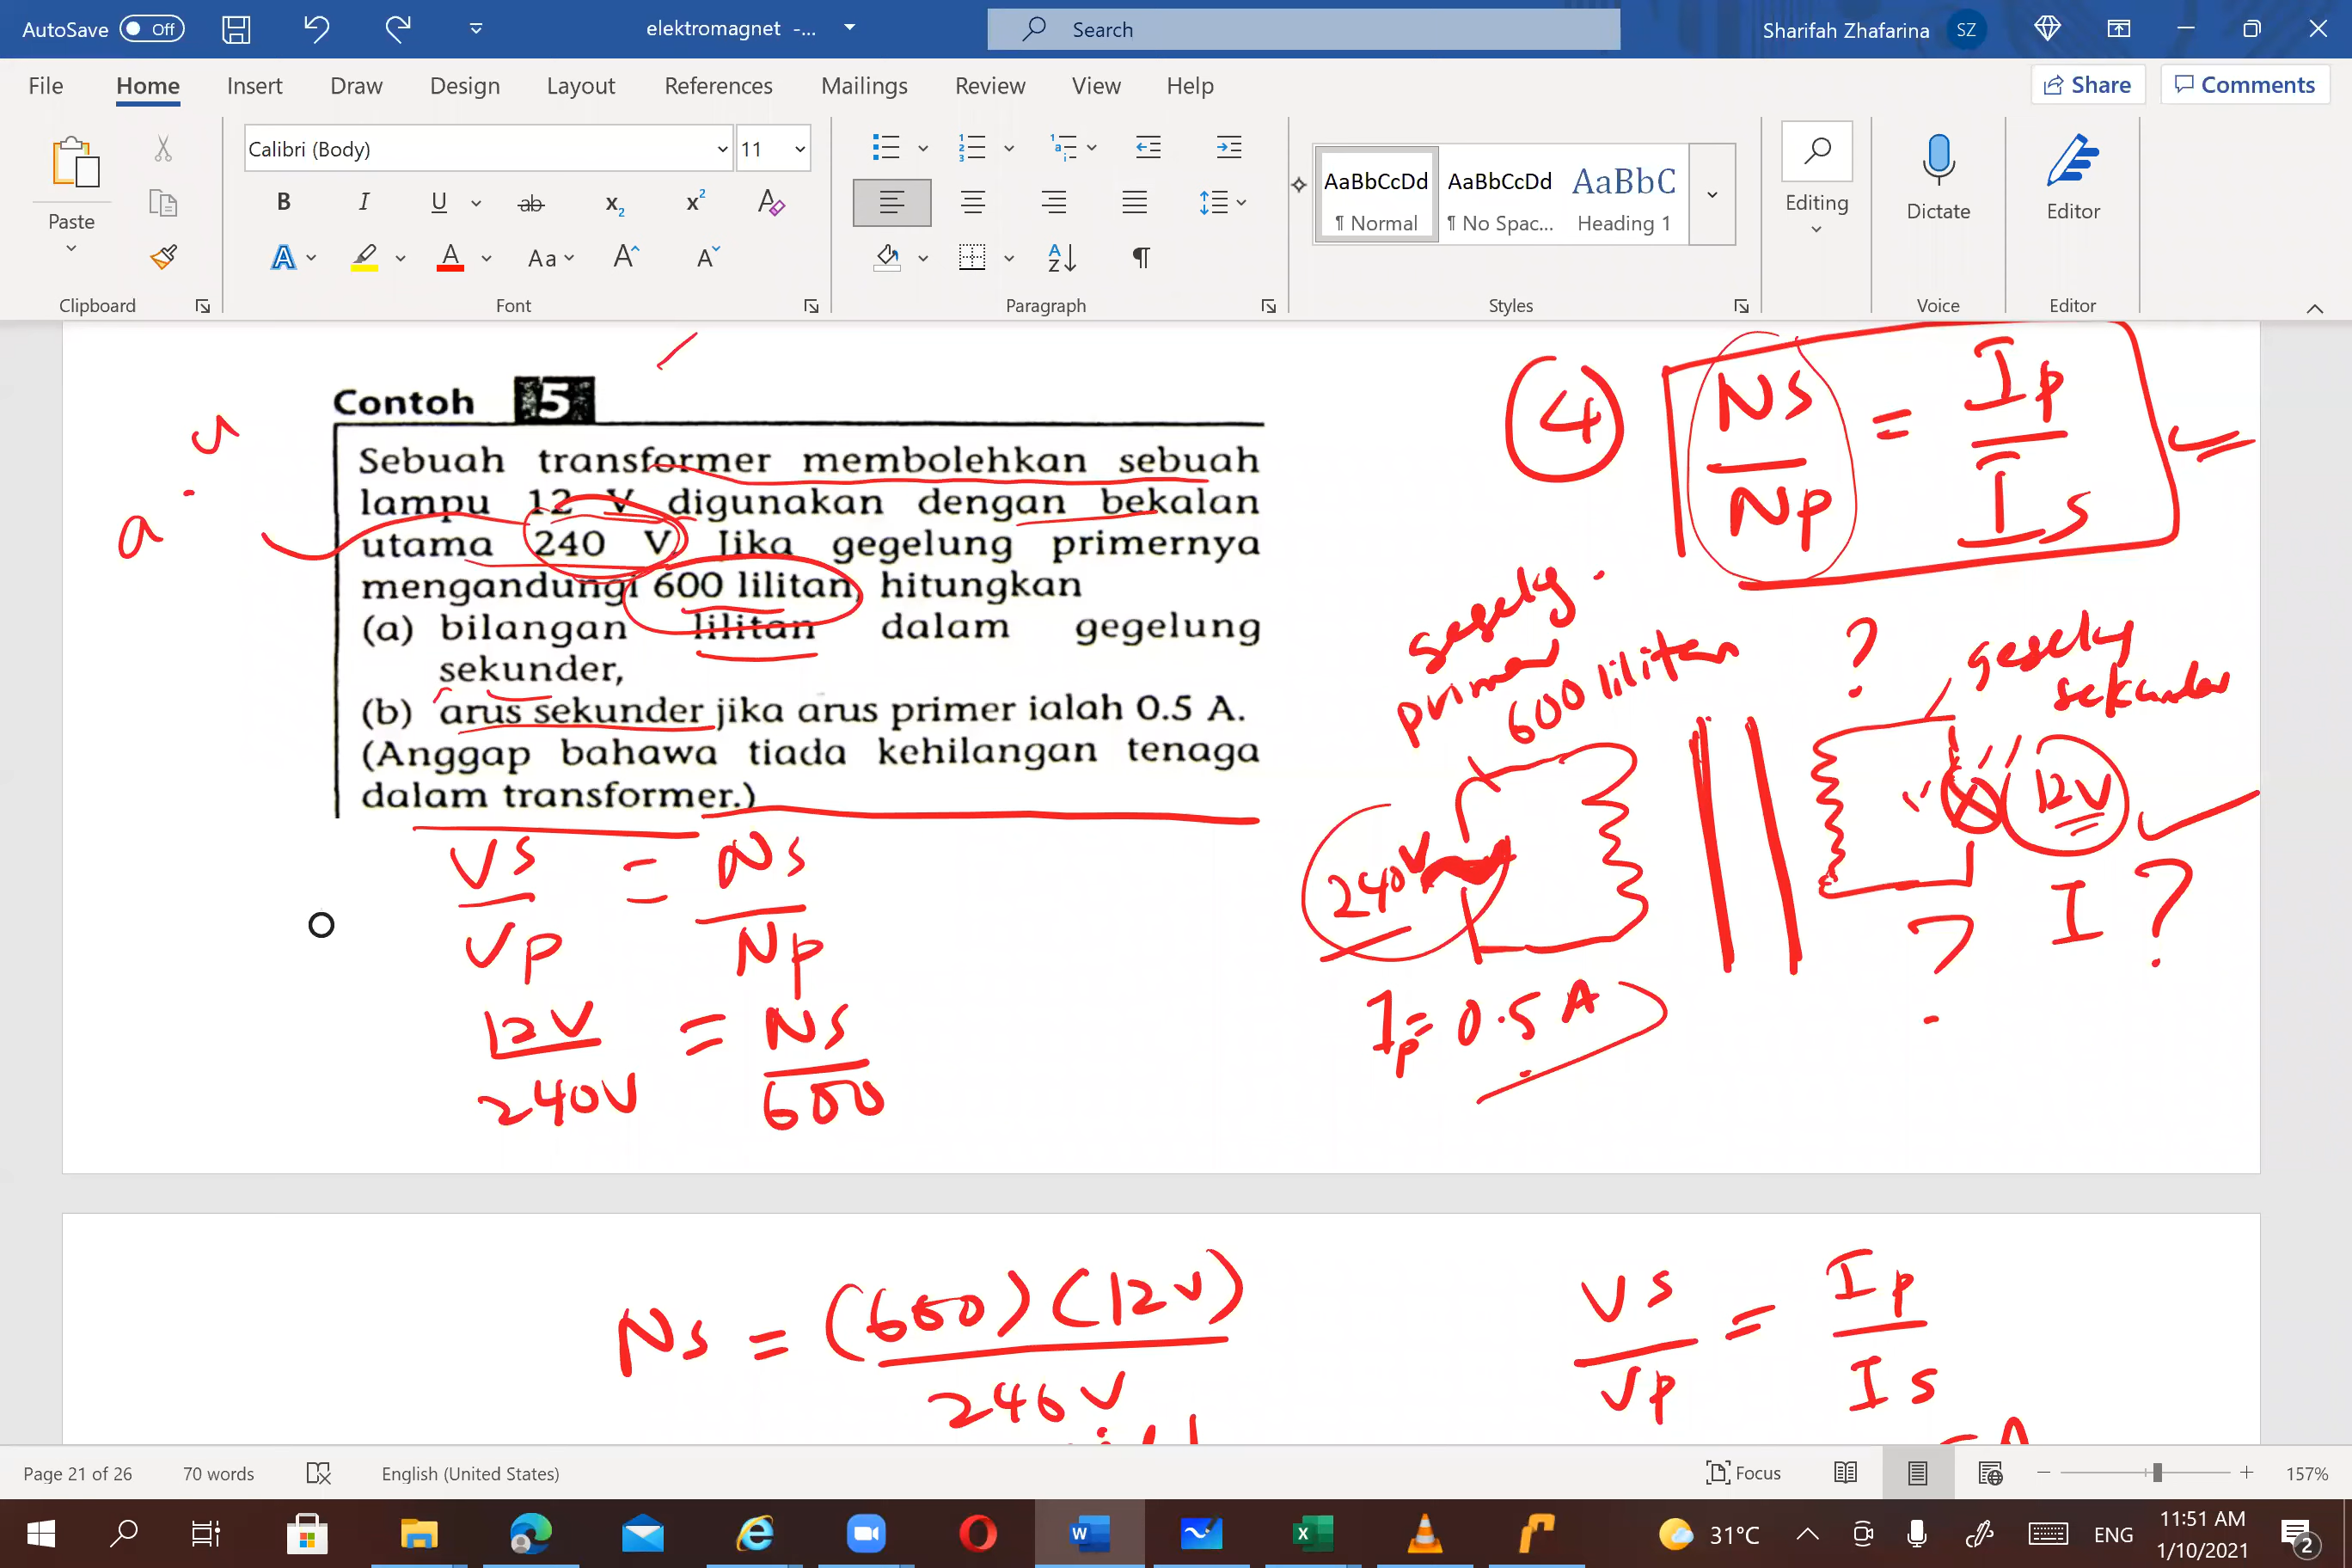 AutoSave Off elektromagnet -... Search Sharifah Zhafarina SZ
File Home Insert Draw Design Layout References Mailings Review View Help Share Comments
Paste
Calibri (Body) 11
B I U ab x₂ x²
A A Aa A A
AaBbCcDd AaBbCcDd AaBbC
¶ Normal ¶ No Spac... Heading 1
Editing
Dictate
Editor
Clipboard Font Paragraph Styles Voice Editor
Contoh 5
Sebuah transformer membolehkan sebuah
lampu 12 V digunakan dengan bekalan
utama 240 V Jika gegelung primernya
mengandungi 600 lilitan, hitungkan
(a) bilangan lilitan dalam gegelung
sekunder,
(b) arus sekunder jika arus primer ialah 0.5 A.
(Anggap bahawa tiada kehilangan tenaga
dalam transformer.)
a
4
Ns/Np = Ip/Is
primer
600 lilitan
?
sekunder
240V
12V
I ?
?
Ip = 0.5 A
Vs/Vp = Ns/Np
12V/240V = Ns/600
Ns = (600)(12V)
240V
Vs/Vp = Ip/Is
Page 21 of 26 70 words English (United States) Focus 157%
31°C ENG 11:51 AM
1/10/2021
2